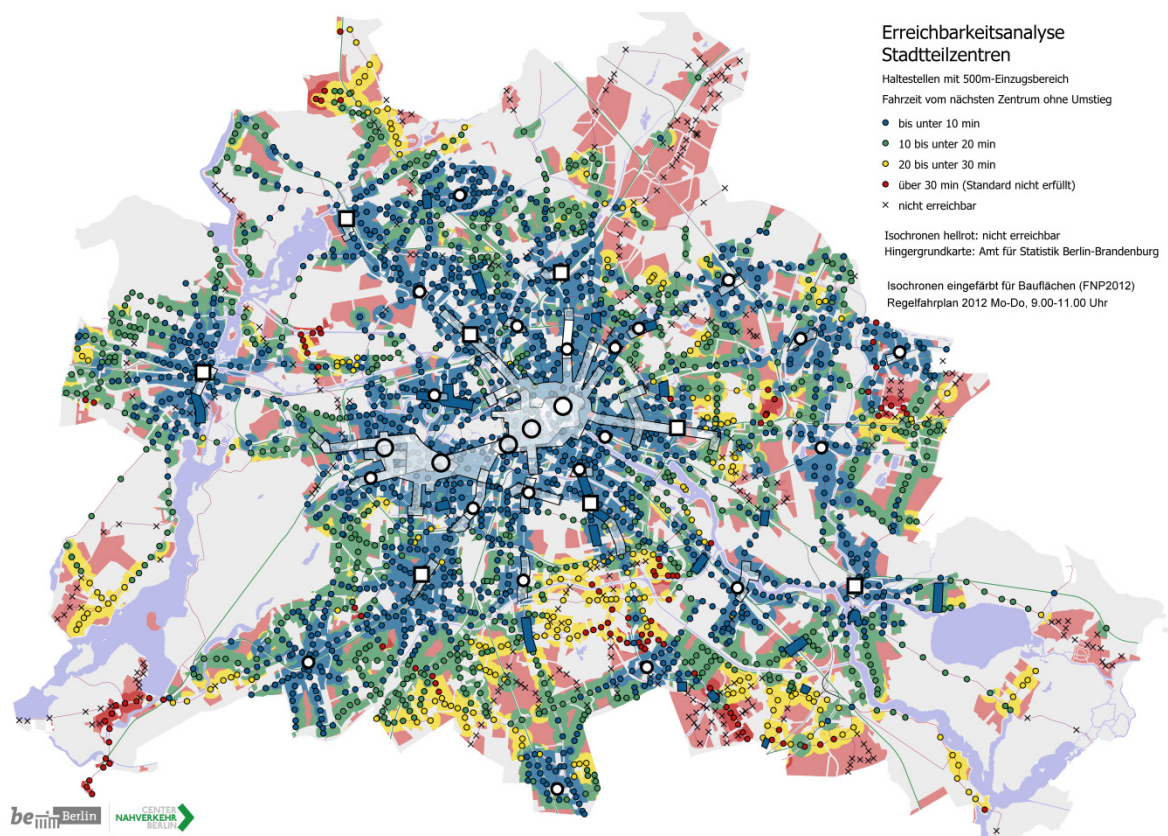 Erreichbarkeitsanalyse
Stadtteilzentren
Haltestellen mit 500m-Einzugsbereich
Fahrzeit vom nächsten Zentrum ohne Umstieg
bis unter 10 min
10 bis unter 20 min
20 bis unter 30 min
über 30 min (Standard nicht erfüllt)
nicht erreichbar
Isochronen hellrot: nicht erreichbar
Hingergrundkarte: Amt für Statistik Berlin-Brandenburg
Isochronen eingefärbt für Bauflächen (FNP2012)
Regelfahrplan 2012 Mo-Do, 9.00-11.00 Uhr
be Berlin
CENTER
NAHVERKEHR
BERLIN